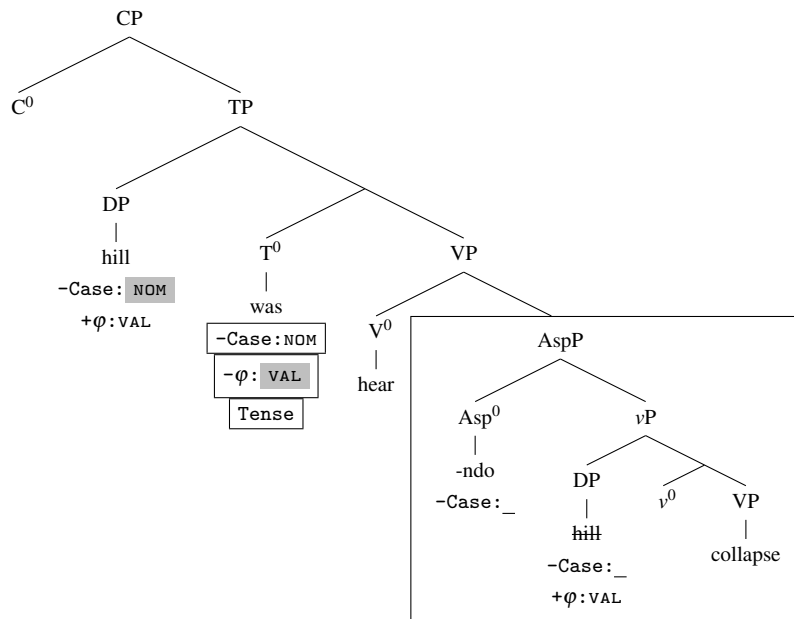 CP
C⁰ TP
DP
hill T⁰ VP
-Case: NOM
+φ:VAL was
-Case:NOM V⁰ AspP
-φ: VAL hear
Tense Asp⁰ vP
-ndo DP v⁰ VP
-Case:_ hill collapse
-Case:_
+φ:VAL